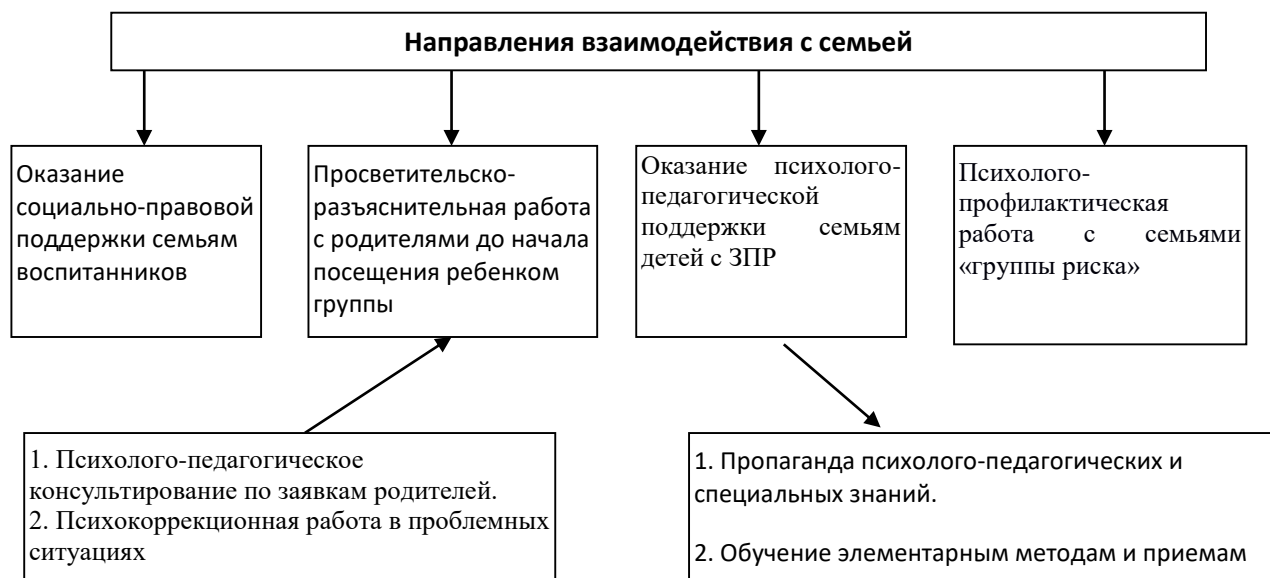 Направления взаимодействия с семьей
Оказание
социально-правовой
поддержки семьям
воспитанников
Просветительско-
разъяснительная работа
с родителями до начала
посещения ребенком
группы
Оказание психолого-
педагогической
поддержки семьям
детей с ЗПР
Психолого-
профилактическая
работа с семьями
«группы риска»
1. Психолого-педагогическое
консультирование по заявкам родителей.
2. Психокоррекционная работа в проблемных
ситуациях
1. Пропаганда психолого-педагогических и
специальных знаний.
2. Обучение элементарным методам и приемам